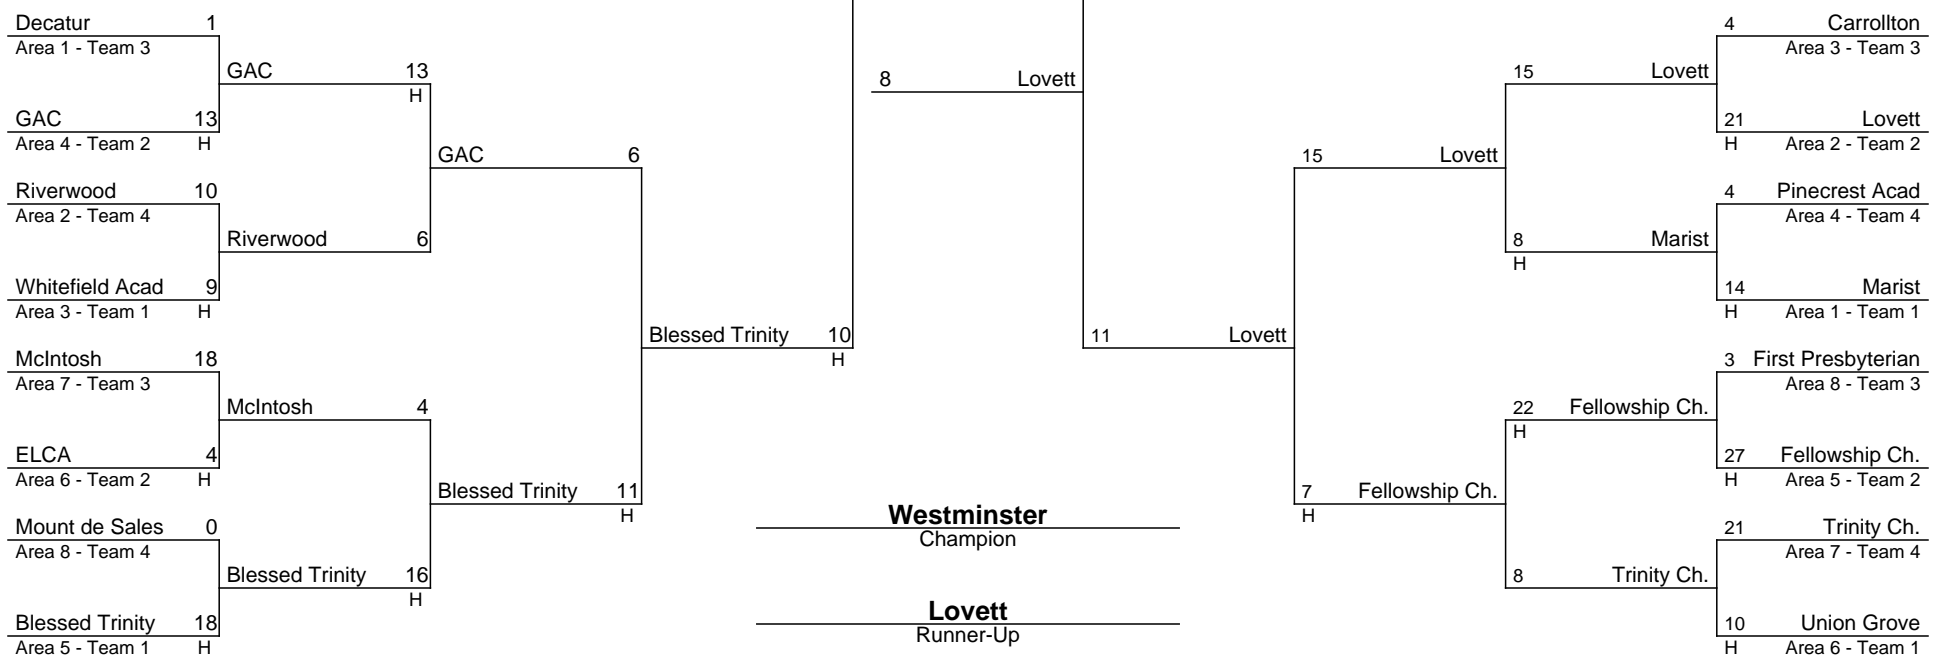 Decatur 1
Area 1 - Team 3
GAC 13
H
GAC 13
Area 4 - Team 2 H
GAC 6
Riverwood 10
Area 2 - Team 4
Riverwood 6
Whitefield Acad 9
Area 3 - Team 1 H
Blessed Trinity 10
H
McIntosh 18
Area 7 - Team 3
McIntosh 4
ELCA 4
Area 6 - Team 2 H
Blessed Trinity 11
H
Mount de Sales 0
Area 8 - Team 4
Blessed Trinity 16
H
Blessed Trinity 18
Area 5 - Team 1 H
8 Lovett
11 Lovett
Westminster
Champion
Lovett
Runner-Up
15 Lovett
7 Fellowship Ch.
H
15 Lovett
8 Marist
H
22 Fellowship Ch.
H
8 Trinity Ch.
4 Carrollton
Area 3 - Team 3
21 Lovett
H Area 2 - Team 2
4 Pinecrest Acad
Area 4 - Team 4
14 Marist
H Area 1 - Team 1
3 First Presbyterian
Area 8 - Team 3
27 Fellowship Ch.
H Area 5 - Team 2
21 Trinity Ch.
Area 7 - Team 4
10 Union Grove
H Area 6 - Team 1